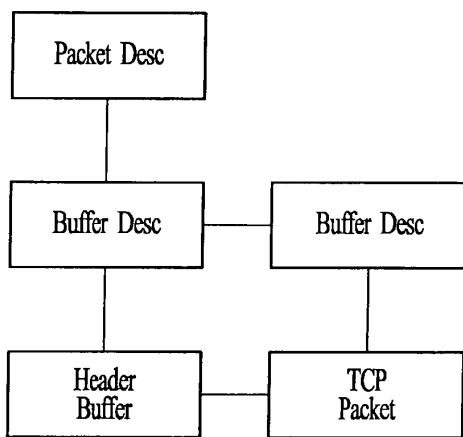 Packet Desc
Buffer Desc
Buffer Desc
Header
Buffer
TCP
Packet